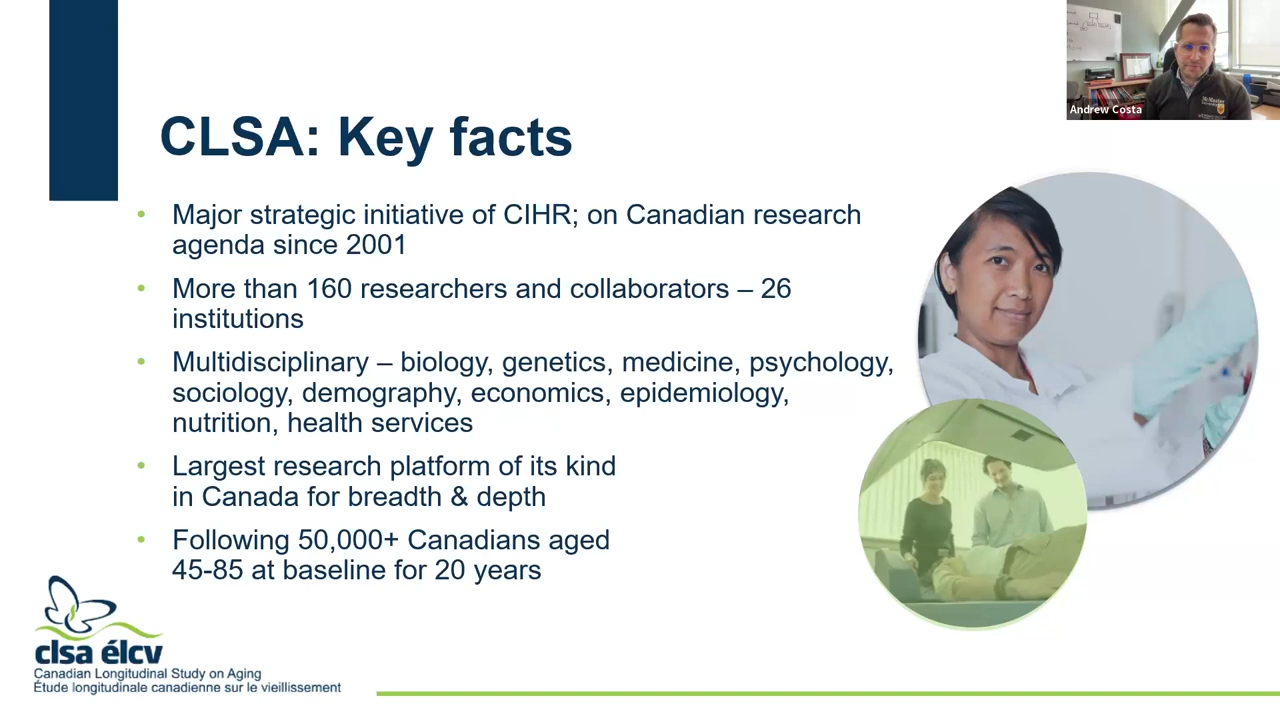 Andrew Costa
McMaster
CLSA: Key facts
• Major strategic initiative of CIHR; on Canadian research
agenda since 2001
• More than 160 researchers and collaborators – 26
institutions
• Multidisciplinary – biology, genetics, medicine, psychology,
sociology, demography, economics, epidemiology,
nutrition, health services
• Largest research platform of its kind
in Canada for breadth & depth
• Following 50,000+ Canadians aged
45-85 at baseline for 20 years
clsa élcv
Canadian Longitudinal Study on Aging
Étude longitudinale canadienne sur le vieillissement